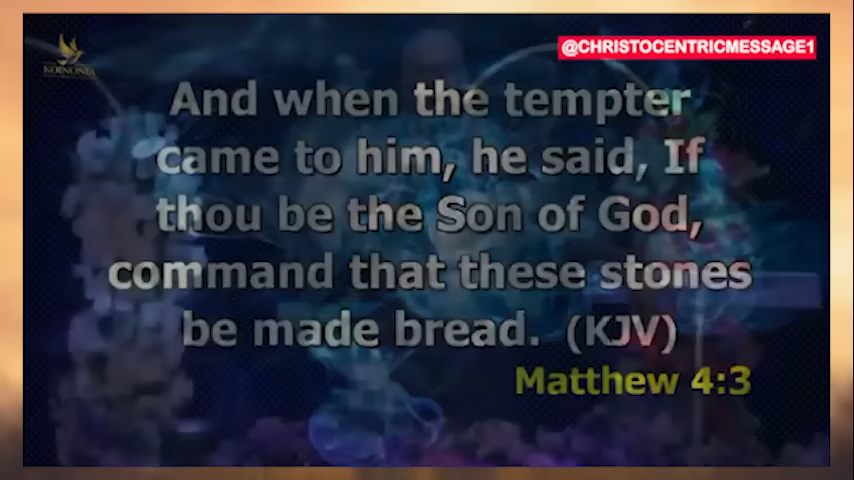 KOINONIA
@CHRISTOCENTRICMESSAGE1
And when the tempter
came to him, he said, If
thou be the Son of God,
command that these stones
be made bread. (KJV)
Matthew 4:3